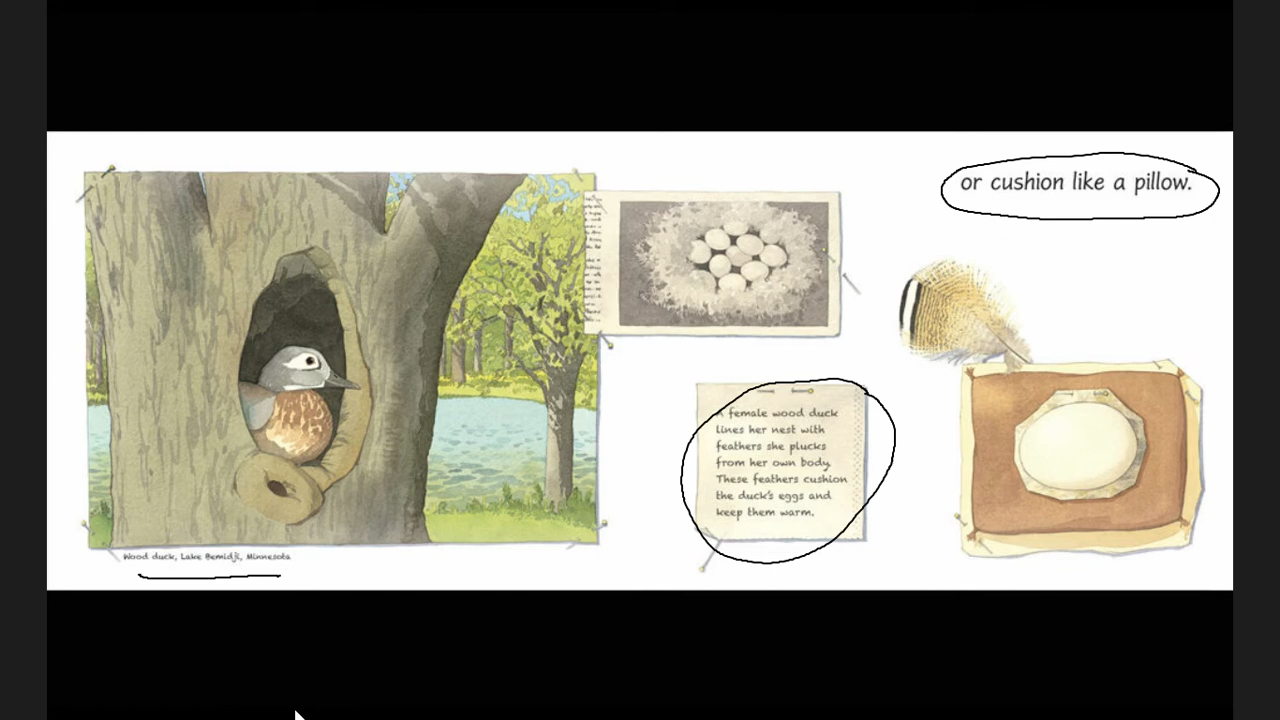 or cushion like a pillow.
A female wood duck
lines her nest with
feathers she plucks
from her own body.
These feathers cushion
the duck's eggs and
keep them warm.
Wood duck, Lake Bemidji, Minnesota